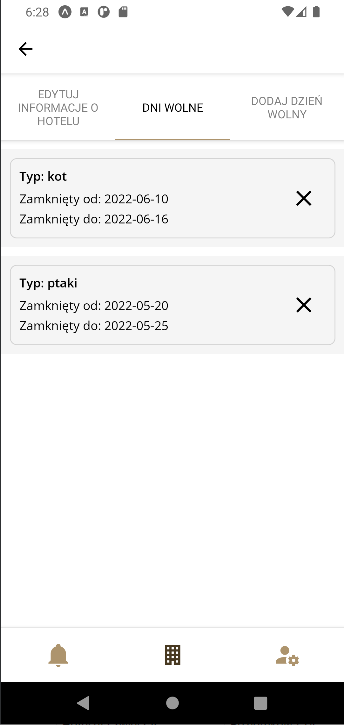 6:28
EDYTUJ
INFORMACJE O
HOTELU
DNI WOLNE
DODAJ DZIEŃ
WOLNY
Typ: kot
Zamknięty od: 2022-06-10
Zamknięty do: 2022-06-16
Typ: ptaki
Zamknięty od: 2022-05-20
Zamknięty do: 2022-05-25